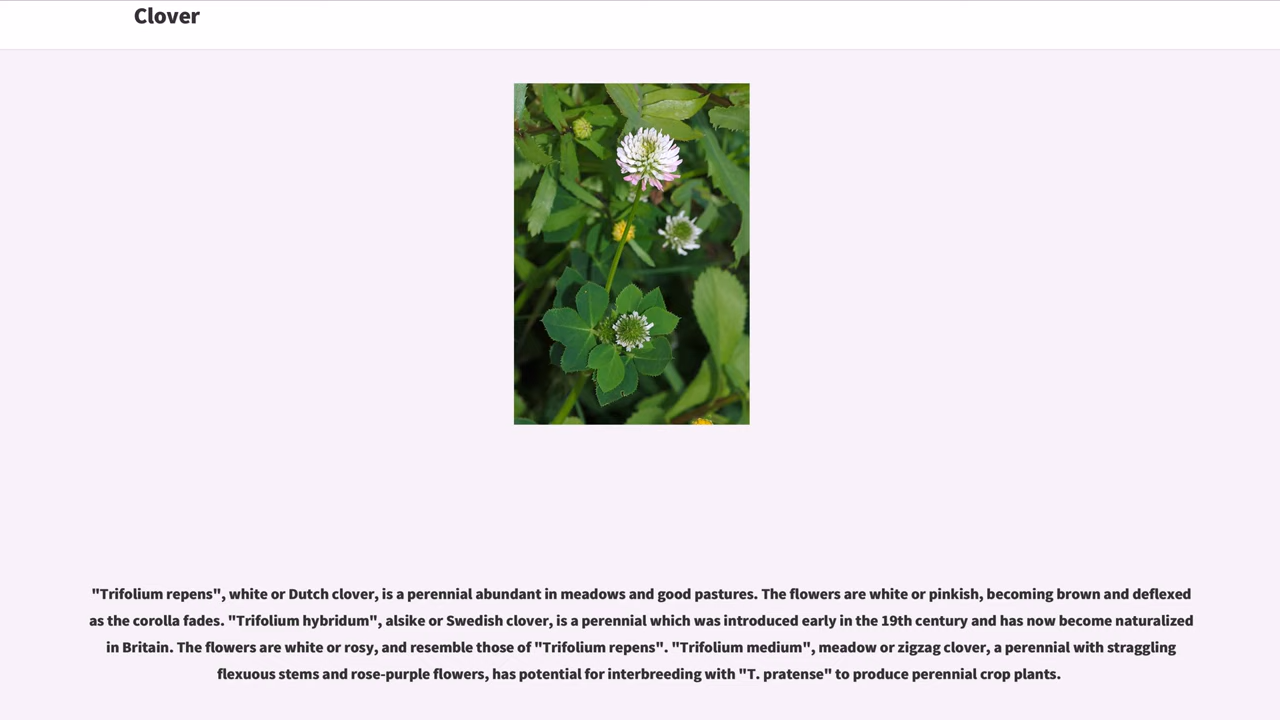 Clover
"Trifolium repens", white or Dutch clover, is a perennial abundant in meadows and good pastures. The flowers are white or pinkish, becoming brown and deflexed
as the corolla fades. "Trifolium hybridum", alsike or Swedish clover, is a perennial which was introduced early in the 19th century and has now become naturalized
in Britain. The flowers are white or rosy, and resemble those of "Trifolium repens". "Trifolium medium", meadow or zigzag clover, a perennial with straggling
flexuous stems and rose-purple flowers, has potential for interbreeding with "T. pratense" to produce perennial crop plants.